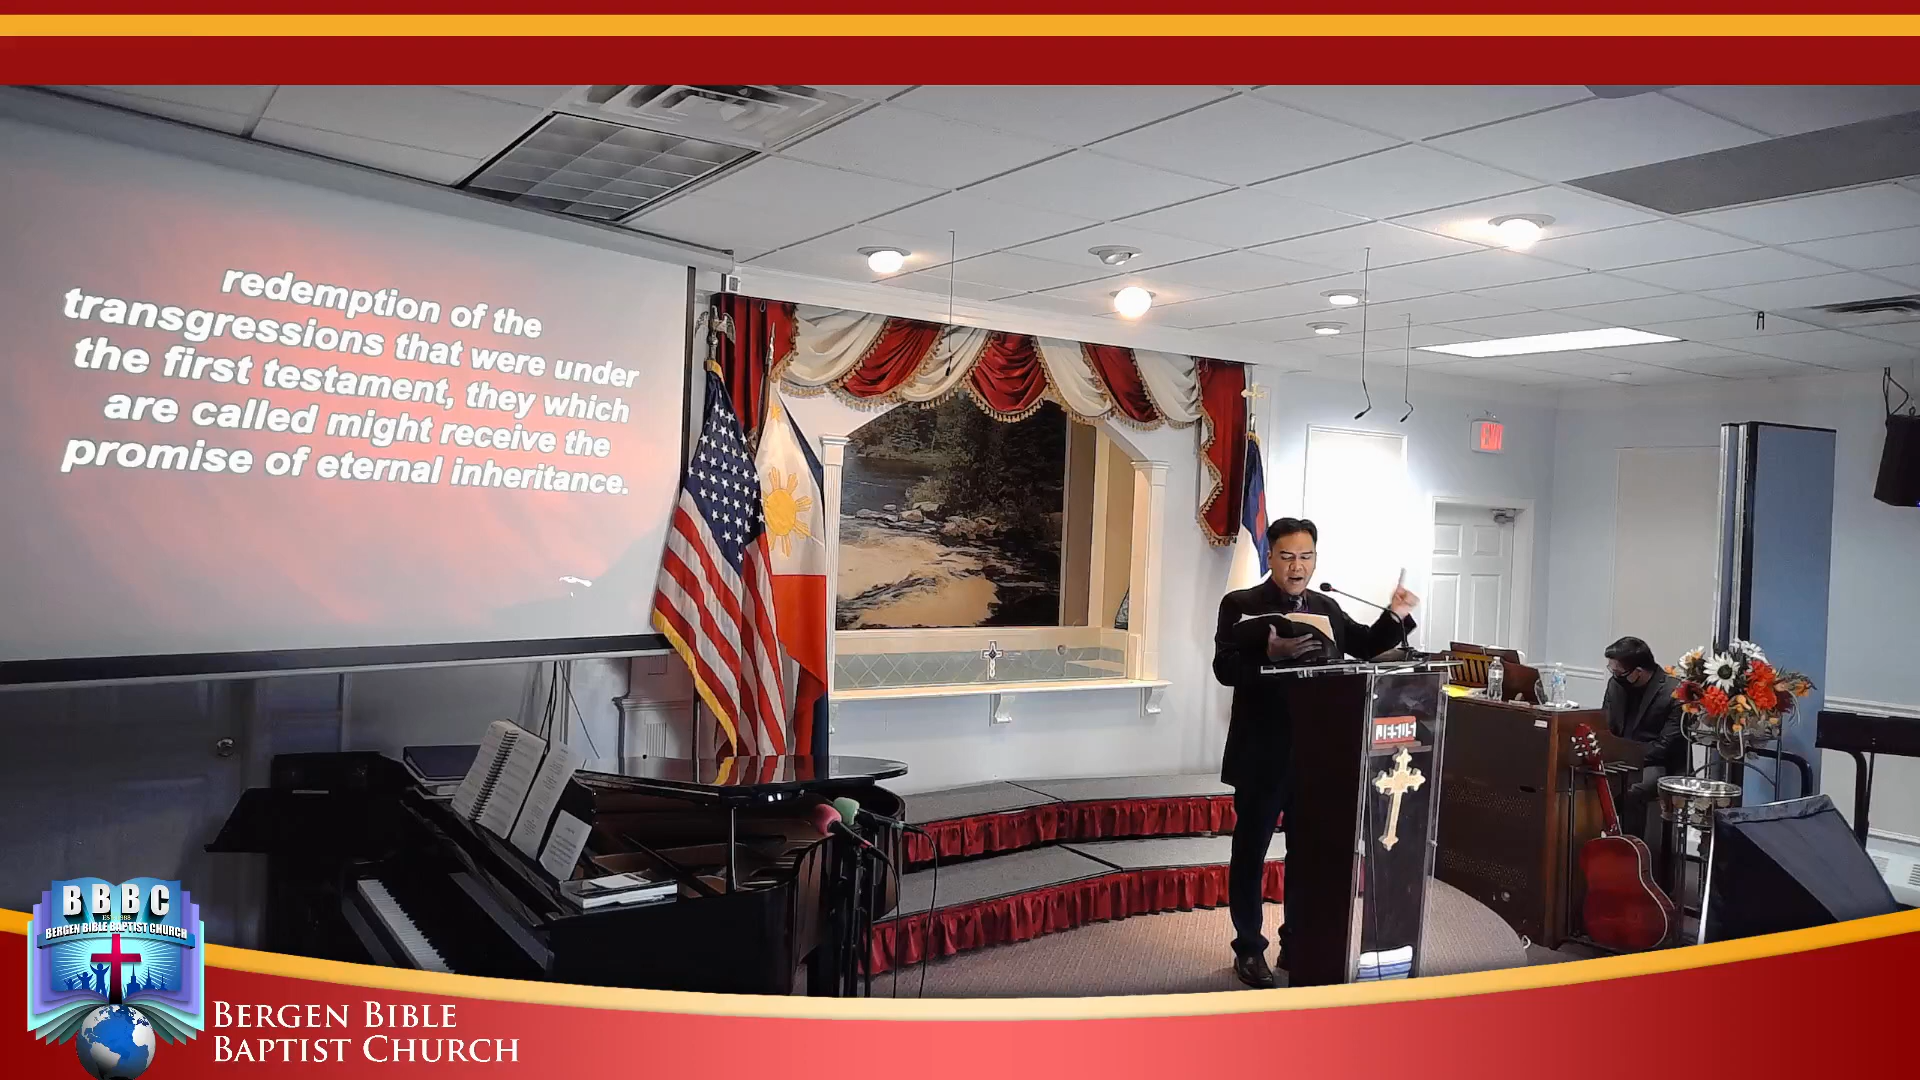 redemption of the
transgressions that were under
the first testament, they which
are called might receive the
promise of eternal inheritance.
EXIT
JESUS
BBBC
BERGEN BIBLE BAPTIST CHURCH
BERGEN BIBLE
BAPTIST CHURCH